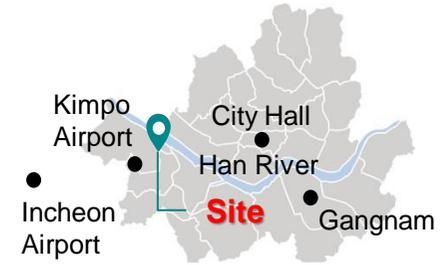 Kimpo
Airport
City Hall
Han River
Incheon
Airport
Site
Gangnam